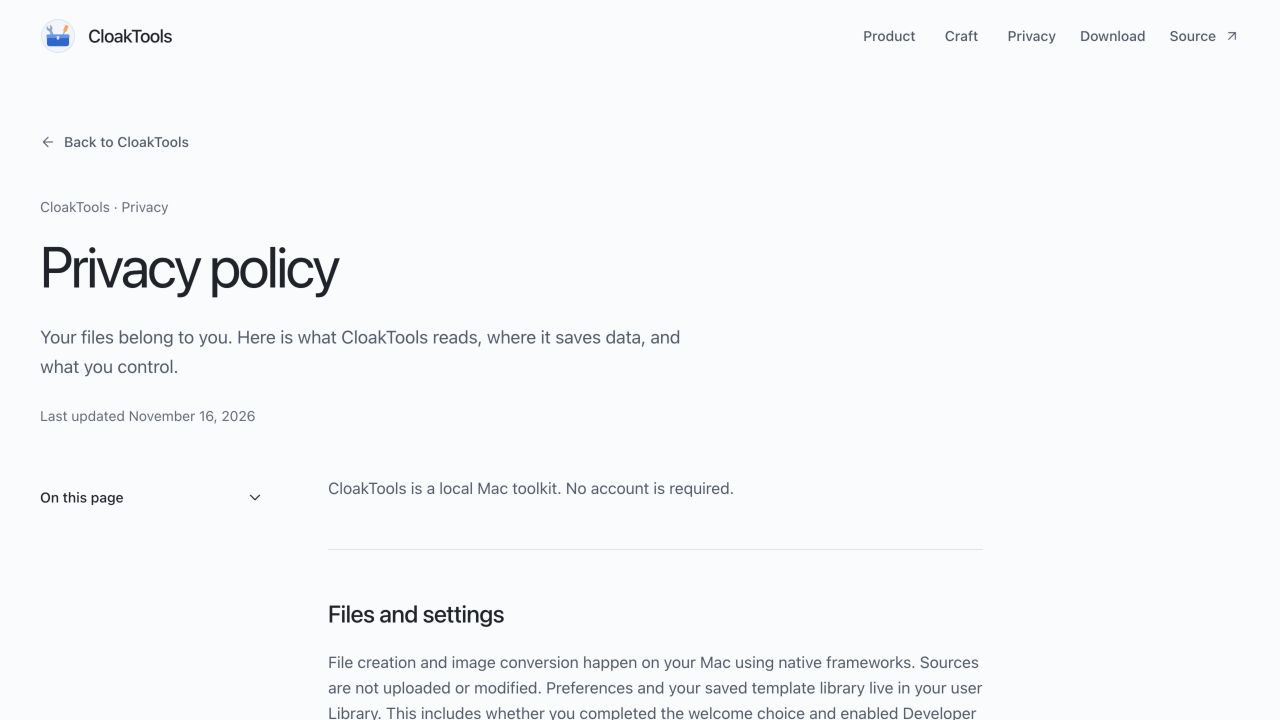 CloakTools
Product
Craft
Privacy
Download
Source
Back to CloakTools
CloakTools · Privacy
Privacy policy
Your files belong to you. Here is what CloakTools reads, where it saves data, and
what you control.
Last updated November 16, 2026
On this page
CloakTools is a local Mac toolkit. No account is required.
Files and settings
File creation and image conversion happen on your Mac using native frameworks. Sources
are not uploaded or modified. Preferences and your saved template library live in your user
Library. This includes whether you completed the welcome choice and enabled Developer